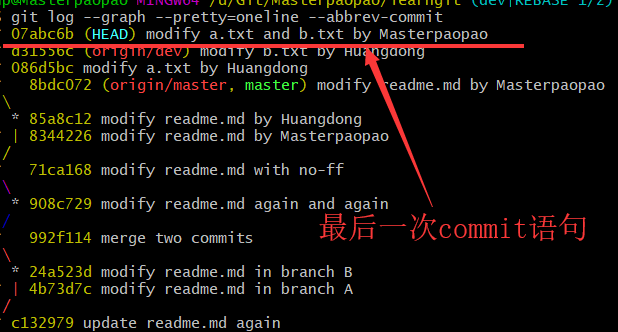 p@Masterpaopao MINGW64 /d/Git/Masterpaopao/learngit (dev|REBASE 1/2)
git log --graph --pretty=oneline --abbrev-commit
07abc6b (HEAD) modify a.txt and b.txt by Masterpaopao
d31556c (origin/dev) modify b.txt by Huangdong
086d5bc modify a.txt by Huangdong
8bdc072 (origin/master, master) modify readme.md by Masterpaopao
\
* 85a8c12 modify readme.md by Huangdong
| 8344226 modify readme.md by Masterpaopao
/
71ca168 modify readme.md with no-ff
\
* 908c729 modify readme.md again and again
/
最后一次commit语句
992f114 merge two commits
\
* 24a523d modify readme.md in branch B
| 4b73d7c modify readme.md in branch A
/
c132979 update readme.md again